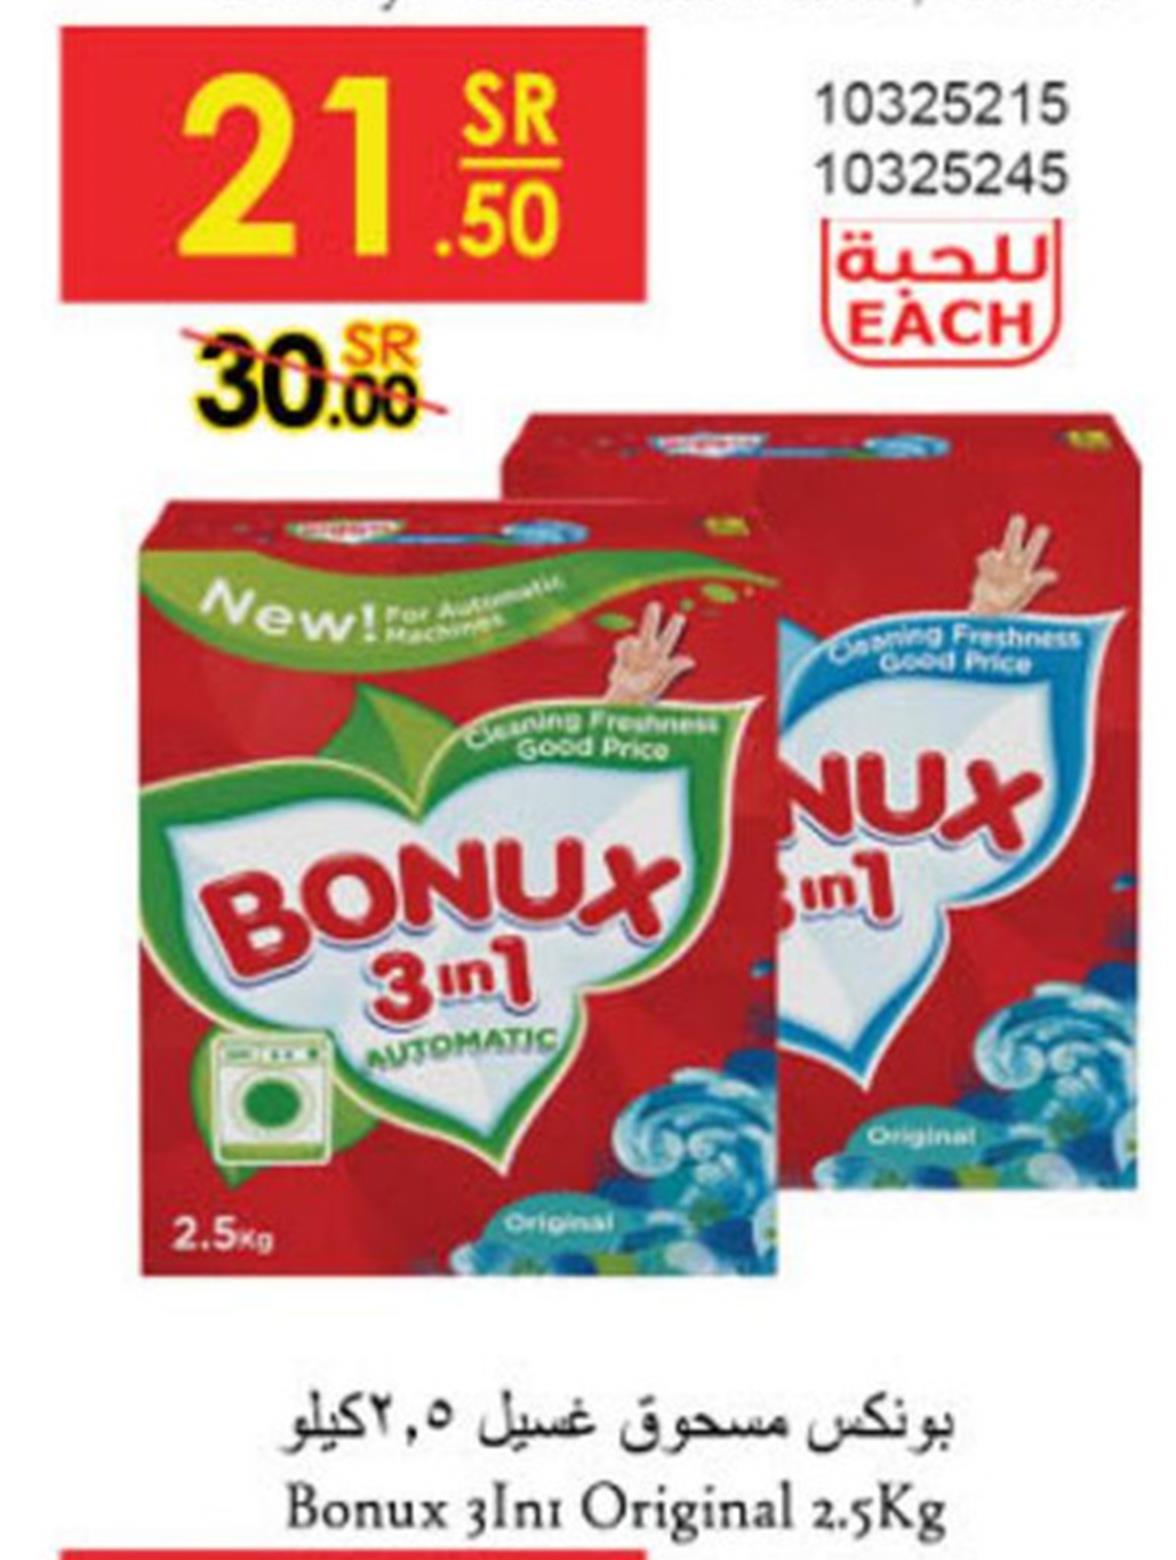 21 SR
.50
10325215
10325245
للحبة
EACH
30.00 SR
New! For Automatic
Machines
Cleaning Freshness
Good Price
BONUX
3in1
AUTOMATIC
Original
2.5Kg
Cleaning Freshness
Good Price
NUX
in1
Original
بونكس مسحوق غسيل ٢,٥كيلو
Bonux 3In1 Original 2.5Kg